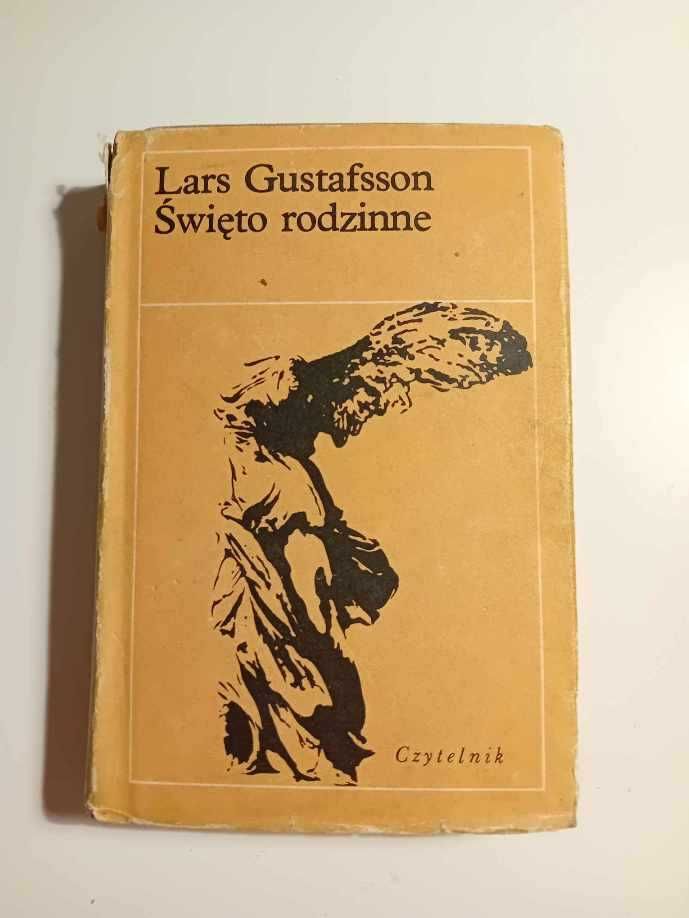 Lars Gustafsson
Święto rodzinne
Czytelnik